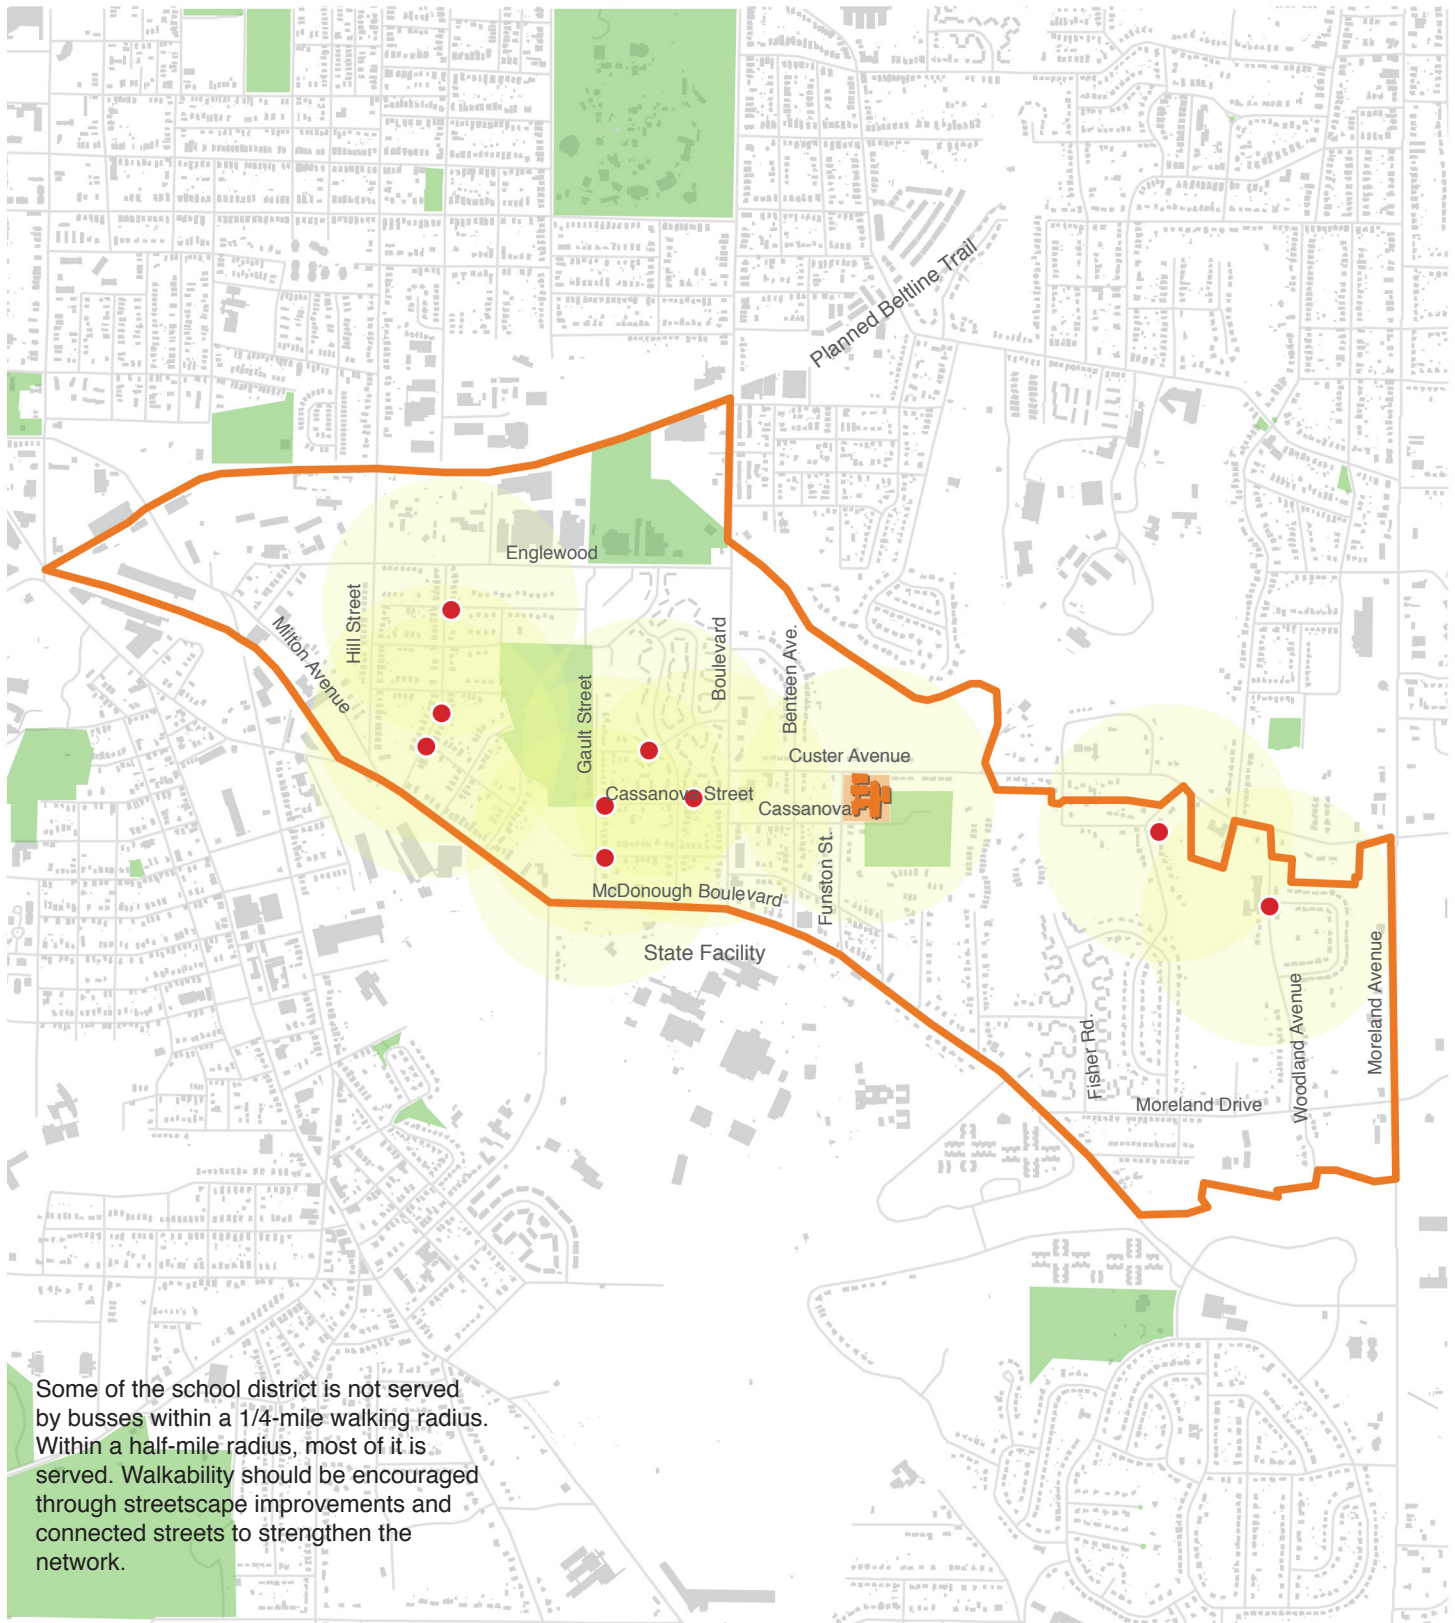 Planned Beltline Trail
Englewood
Hill Street
Milton Avenue
Gault Street
Boulevard
Benteen Ave.
Custer Avenue
Cassanova Street
Cassanova
Funston St.
McDonough Boulevard
State Facility
Fisher Rd.
Woodland Avenue
Moreland Avenue
Moreland Drive
Some of the school district is not served
by busses within a 1/4-mile walking radius.
Within a half-mile radius, most of it is
served. Walkability should be encouraged
through streetscape improvements and
connected streets to strengthen the
network.